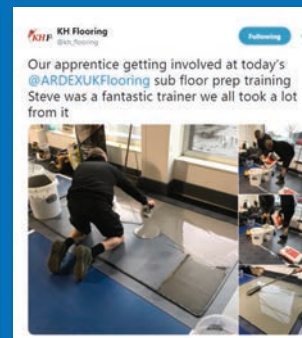 KHF
KH Flooring
@kh_flooring
Following
Our apprentice getting involved at today's
@ARDEXUKFlooring sub floor prep training
Steve was a fantastic trainer we all took a lot
from it